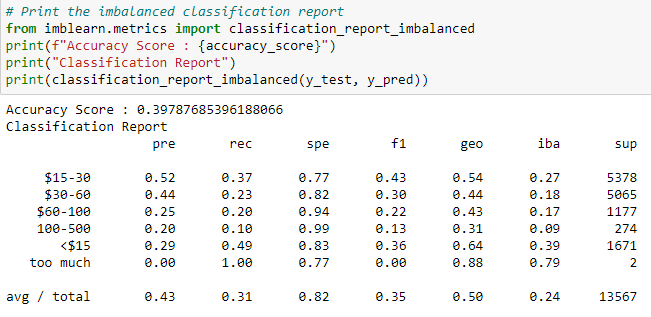 # Print the imbalanced classification report
from imblearn.metrics import classification_report_imbalanced
print(f"Accuracy Score : {accuracy_score}")
print("Classification Report")
print(classification_report_imbalanced(y_test, y_pred))
Accuracy Score : 0.39787685396188066
Classification Report
pre rec spe f1 geo iba sup
$15-30 0.52 0.37 0.77 0.43 0.54 0.27 5378
$30-60 0.44 0.23 0.82 0.30 0.44 0.18 5065
$60-100 0.25 0.20 0.94 0.22 0.43 0.17 1177
100-500 0.20 0.10 0.99 0.13 0.31 0.09 274
<$15 0.29 0.49 0.83 0.36 0.64 0.39 1671
too much 0.00 1.00 0.77 0.00 0.88 0.79 2
avg / total 0.43 0.31 0.82 0.35 0.50 0.24 13567